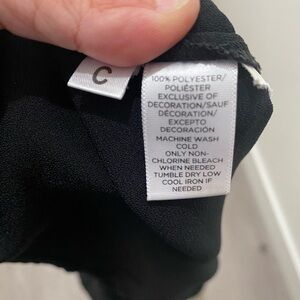 C
100% POLYESTER/
POLIÉSTER
EXCLUSIVE OF
DECORATION/SAUF
DÉCORATION/
EXCEPTO
DECORACIÓN
MACHINE WASH
COLD
ONLY NON-
CHLORINE BLEACH
WHEN NEEDED
TUMBLE DRY LOW
COOL IRON IF
NEEDED